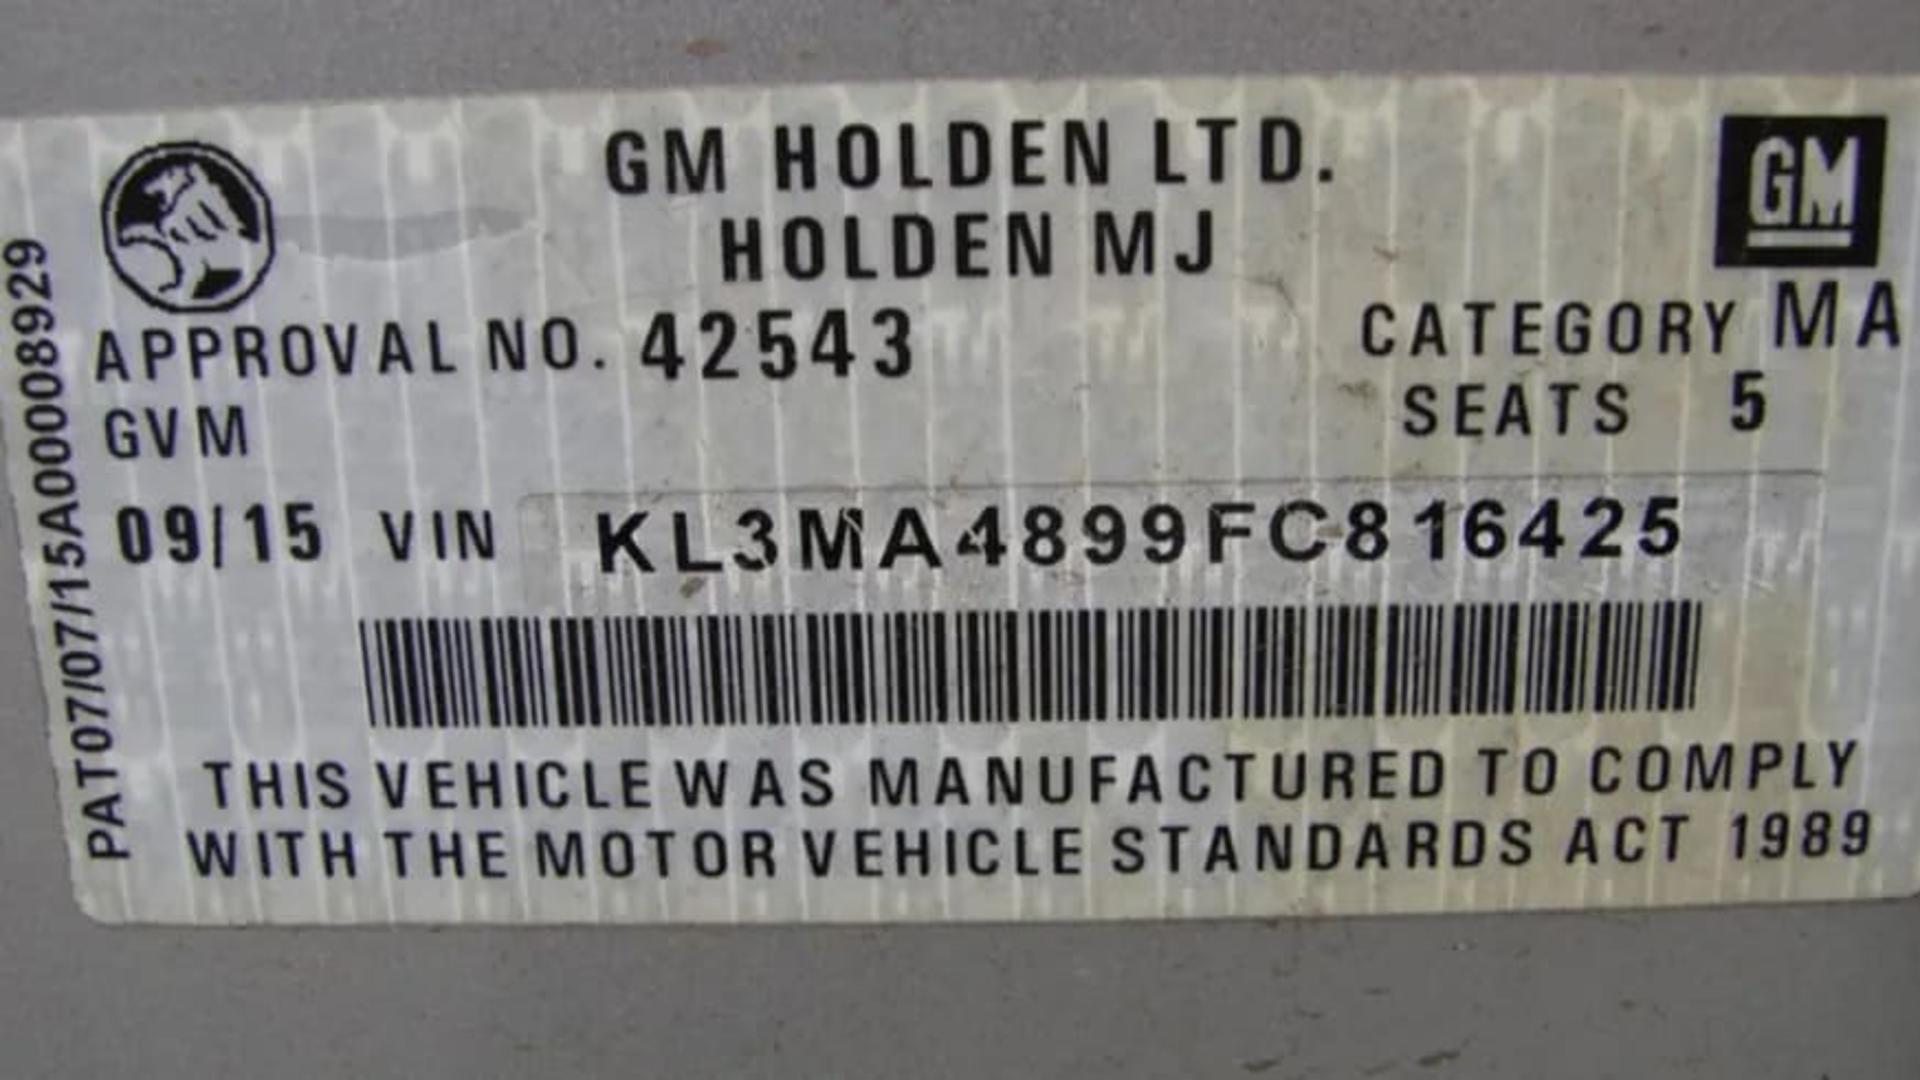 GM HOLDEN LTD.
HOLDEN MJ
GM
APPROVAL NO. 42543
CATEGORY MA
GVM
SEATS 5
09/15 VIN KL3MA4899FC816425
THIS VEHICLE WAS MANUFACTURED TO COMPLY
WITH THE MOTOR VEHICLE STANDARDS ACT 1989
PAT07/07/15A00008929